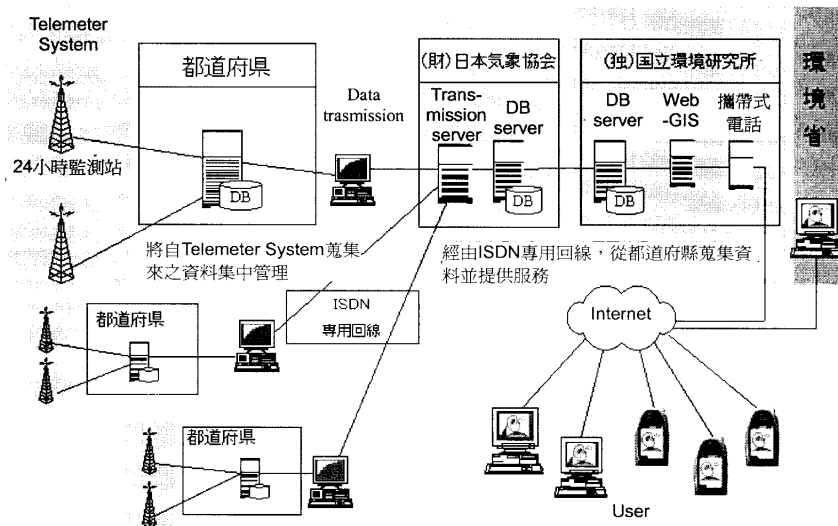 Telemeter
System
24小時監測站
都道府県
DB
Data
trasmission
(財)日本気象協会
Trans-
mission
server
DB
server
DB
(独)国立環境研究所
DB
server
DB
Web
-GIS
攜帶式
電話
環境省
將自Telemeter System蒐集
來之資料集中管理
經由ISDN專用回線，從都道府縣蒐集資
料並提供服務
ISDN
專用回線
都道府県
都道府県
Internet
User